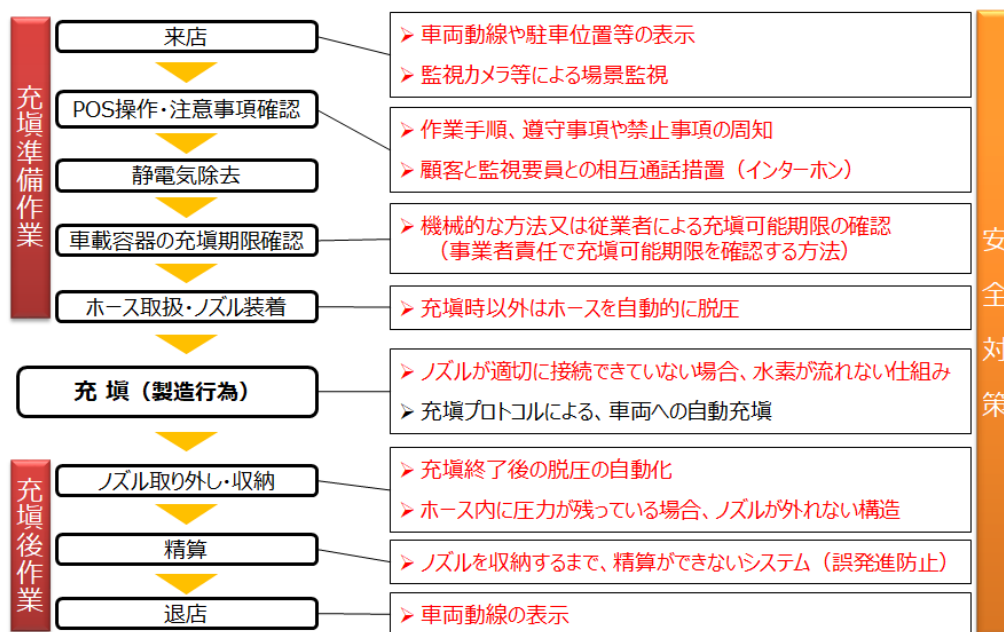 充塡準備作業
来店
➢ 車両動線や駐車位置等の表示
➢ 監視カメラ等による場景監視
POS操作・注意事項確認
➢ 作業手順、遵守事項や禁止事項の周知
➢ 顧客と監視要員との相互通話措置（インターホン）
静電気除去
車載容器の充塡期限確認
➢ 機械的な方法又は従業者による充塡可能期限の確認
（事業者責任で充塡可能期限を確認する方法）
ホース取扱・ノズル装着
➢ 充塡時以外はホースを自動的に脱圧
充 塡（製造行為）
➢ ノズルが適切に接続できていない場合、水素が流れない仕組み
➢ 充塡プロトコルによる、車両への自動充塡
充塡後作業
ノズル取り外し・収納
➢ 充塡終了後の脱圧の自動化
➢ ホース内に圧力が残っている場合、ノズルが外れない構造
精算
➢ ノズルを収納するまで、精算ができないシステム（誤発進防止）
退店
➢ 車両動線の表示
安全対策